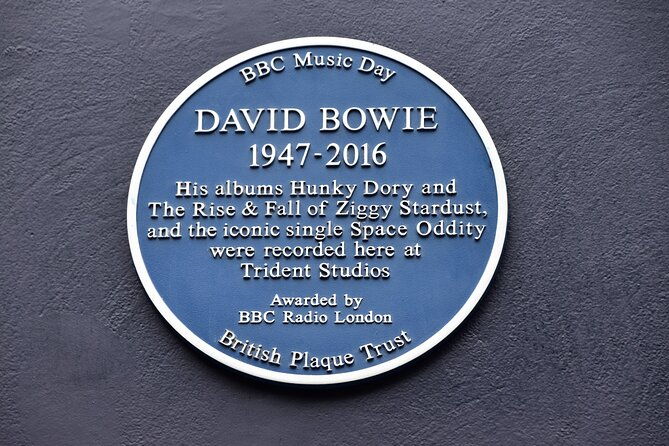 BBC Music Day
DAVID BOWIE
1947-2016
His albums Hunky Dory and
The Rise & Fall of Ziggy Stardust,
and the iconic single Space Oddity
were recorded here at
Trident Studios
Awarded by
BBC Radio London
British Plaque Trust